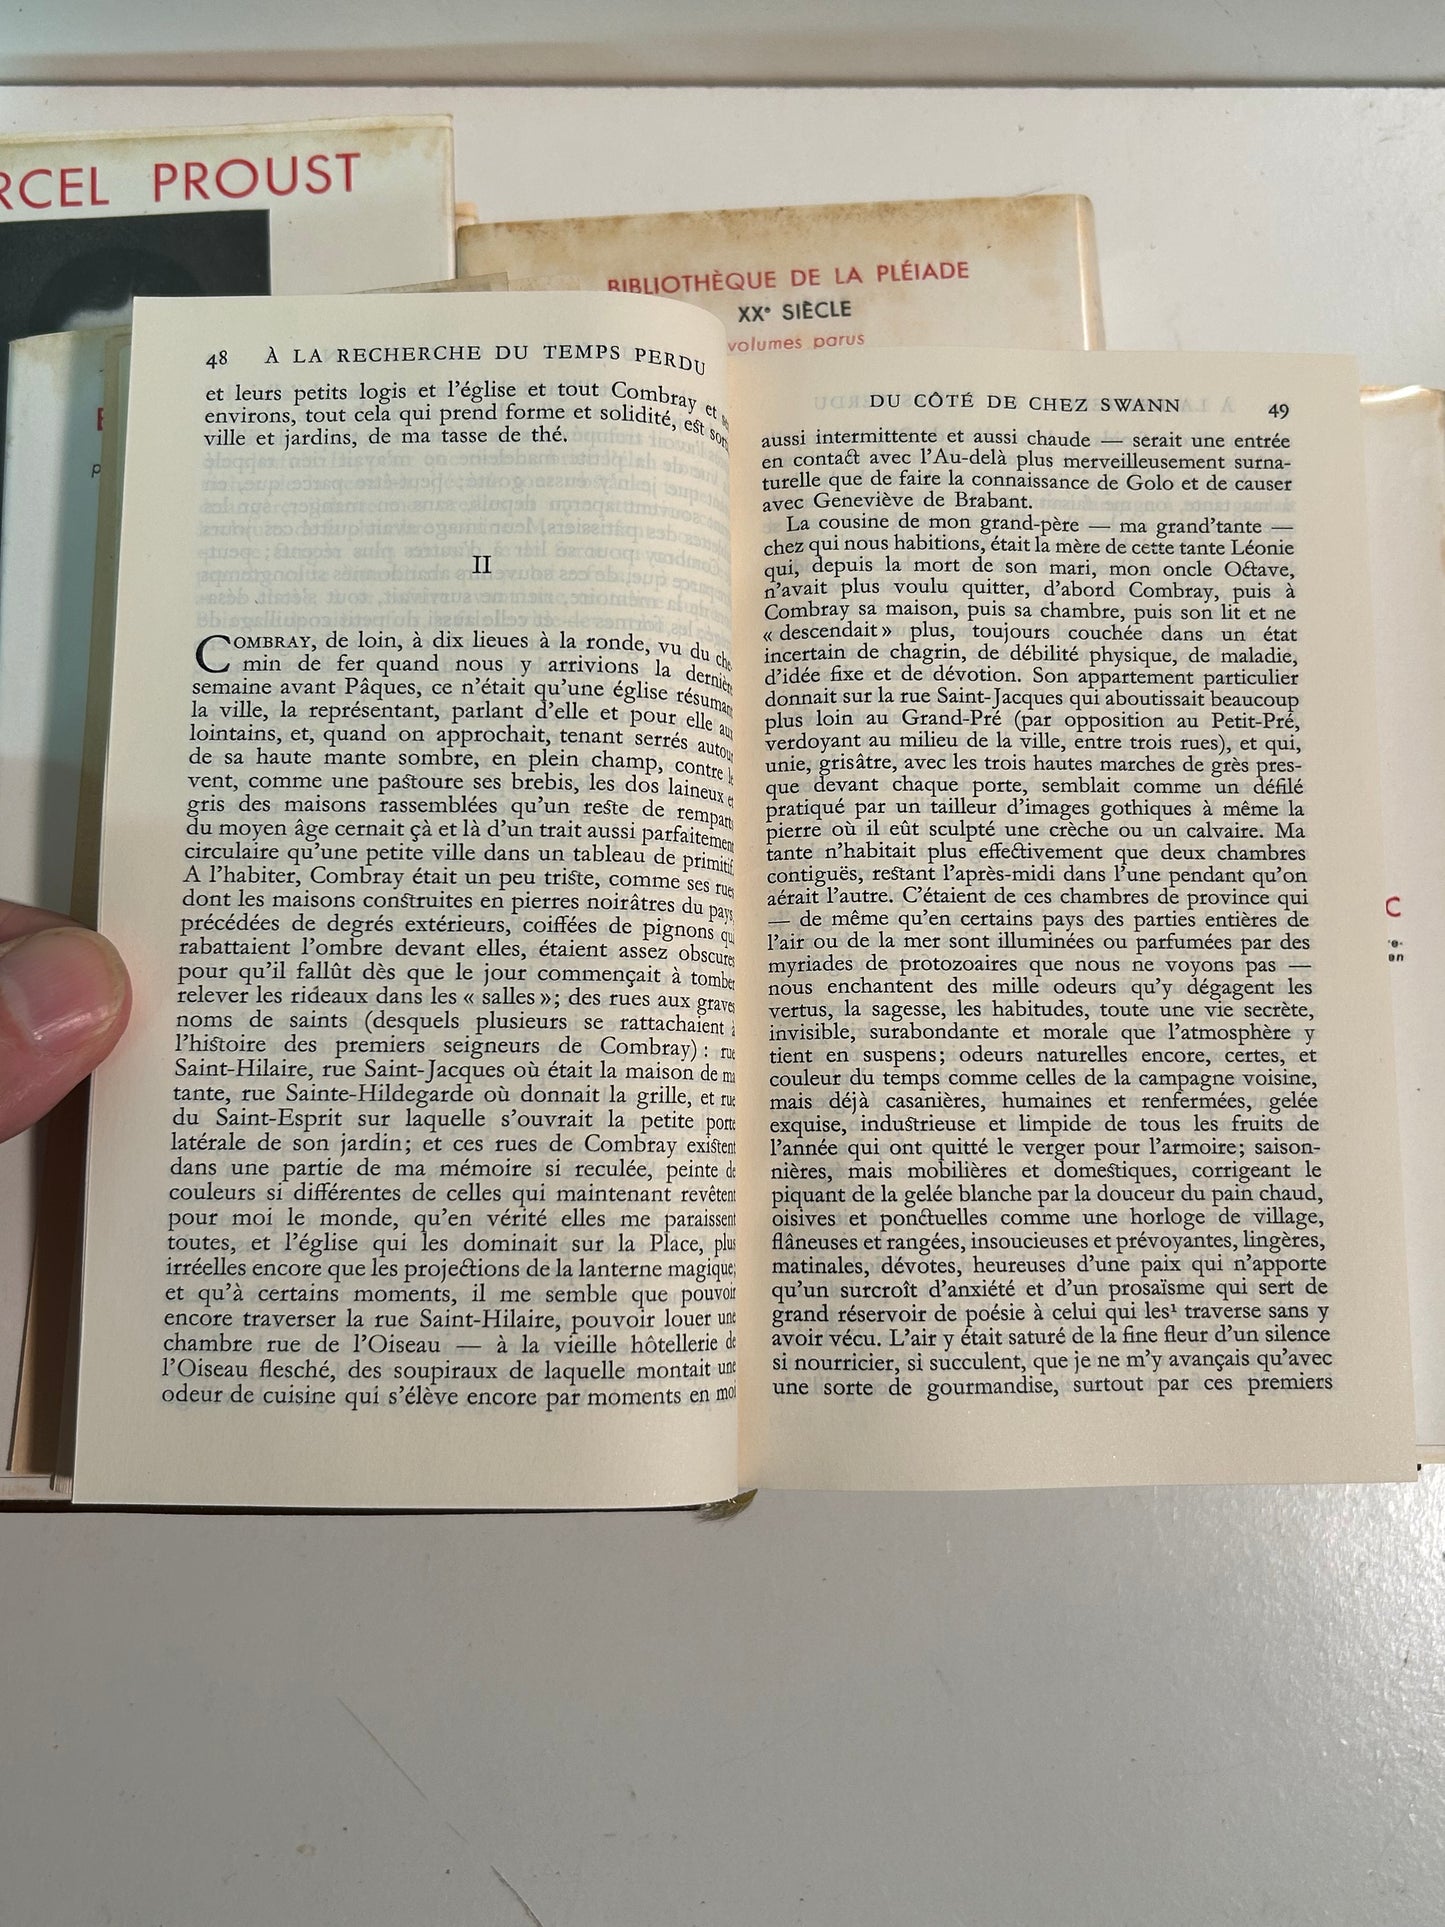 RCEL PROUST
BIBLIOTHÈQUE DE LA PLÉIADE
XXe SIÈCLE
volumes parus
48 À LA RECHERCHE DU TEMPS PERDU
et leurs petits logis et l'église et tout Combray et
environs, tout cela qui prend forme et solidité, est sor
ville et jardins, de ma tasse de thé.
II
COMBRAY, de loin, à dix lieues à la ronde, vu du che
min de fer quand nous y arrivions la dernière
semaine avant Pâques, ce n'était qu'une église résumant
la ville, la représentant, parlant d'elle et pour elle aux
lointains, et, quand on approchait, tenant serrés autour
de sa haute mante sombre, en plein champ, contre le
vent, comme une pastoure ses brebis, les dos laineux et
gris des maisons rassemblées qu'un reste de remparts
du moyen âge cernait çà et là d'un trait aussi parfaitement
circulaire qu'une petite ville dans un tableau de primitif.
A l'habiter, Combray était un peu triste, comme ses rues
dont les maisons construites en pierres noirâtres du pays,
précédées de degrés extérieurs, coiffées de pignons qui
rabattaient l'ombre devant elles, étaient assez obscures
pour qu'il fallût dès que le jour commençait à tomber
relever les rideaux dans les « salles »; des rues aux graves
noms de saints (desquels plusieurs se rattachaient à
l'histoire des premiers seigneurs de Combray) : rue
Saint-Hilaire, rue Saint-Jacques où était la maison de ma
tante, rue Sainte-Hildegarde où donnait la grille, et rue
du Saint-Esprit sur laquelle s'ouvrait la petite porte
latérale de son jardin; et ces rues de Combray existent
dans une partie de ma mémoire si reculée, peinte de
couleurs si différentes de celles qui maintenant revêtent
pour moi le monde, qu'en vérité elles me paraissent
toutes, et l'église qui les dominait sur la Place, plus
irréelles encore que les projections de la lanterne magique;
et qu'à certains moments, il me semble que pouvoir
encore traverser la rue Saint-Hilaire, pouvoir louer une
chambre rue de l'Oiseau — à la vieille hôtellerie de
l'Oiseau flesché, des soupiraux de laquelle montait une
odeur de cuisine qui s'élève encore par moments en moi
DU CÔTÉ DE CHEZ SWANN 49
aussi intermittente et aussi chaude — serait une entrée
en contact avec l'Au-delà plus merveilleusement surna-
turelle que de faire la connaissance de Golo et de causer
avec Geneviève de Brabant.
La cousine de mon grand-père — ma grand'tante —
chez qui nous habitions, était la mère de cette tante Léonie
qui, depuis la mort de son mari, mon oncle Octave,
n'avait plus voulu quitter, d'abord Combray, puis à
Combray sa maison, puis sa chambre, puis son lit et ne
« descendait » plus, toujours couchée dans un état
incertain de chagrin, de débilité physique, de maladie,
d'idée fixe et de dévotion. Son appartement particulier
donnait sur la rue Saint-Jacques qui aboutissait beaucoup
plus loin au Grand-Pré (par opposition au Petit-Pré,
verdoyant au milieu de la ville, entre trois rues), et qui,
unie, grisâtre, avec les trois hautes marches de grès pres-
que devant chaque porte, semblait comme un défilé
pratiqué par un tailleur d'images gothiques à même la
pierre où il eût sculpté une crèche ou un calvaire. Ma
tante n'habitait plus effectivement que deux chambres
contiguës, restant l'après-midi dans l'une pendant qu'on
aérait l'autre. C'étaient de ces chambres de province qui
— de même qu'en certains pays des parties entières de
l'air ou de la mer sont illuminées ou parfumées par des
myriades de protozoaires que nous ne voyons pas —
nous enchantent des mille odeurs qu'y dégagent les
vertus, la sagesse, les habitudes, toute une vie secrète,
invisible, surabondante et morale que l'atmosphère y
tient en suspens; odeurs naturelles encore, certes, et
couleur du temps comme celles de la campagne voisine,
mais déjà casanières, humaines et renfermées, gelée
exquise, industrieuse et limpide de tous les fruits de
l'année qui ont quitté le verger pour l'armoire; saison-
nières, mais mobilières et domestiques, corrigeant le
piquant de la gelée blanche par la douceur du pain chaud,
oisives et ponctuelles comme une horloge de village,
flâneuses et rangées, insoucieuses et prévoyantes, lingères,
matinales, dévotes, heureuses d'une paix qui n'apporte
qu'un surcroît d'anxiété et d'un prosaïsme qui sert de
grand réservoir de poésie à celui qui les¹ traverse sans y
avoir vécu. L'air y était saturé de la fine fleur d'un silence
si nourricier, si succulent, que je ne m'y avançais qu'avec
une sorte de gourmandise, surtout par ces premiers
C
en